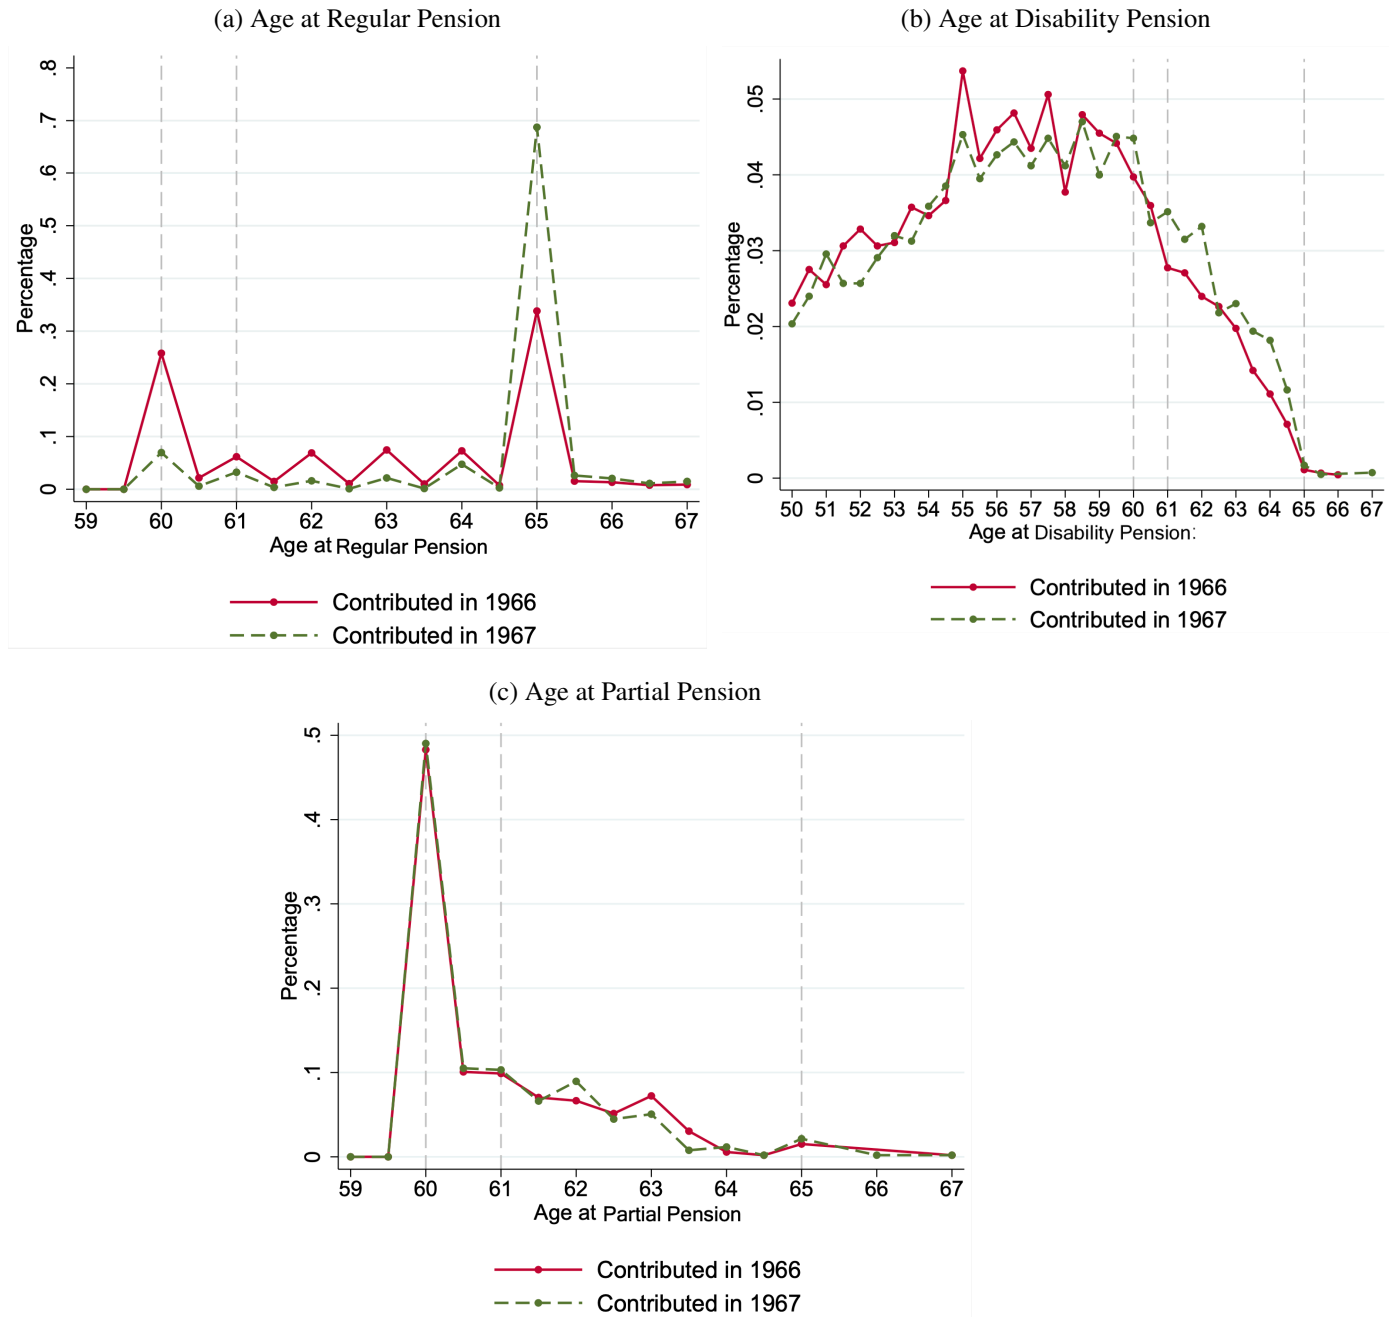 (a) Age at Regular Pension
Percentage
.8
.7
.6
.5
.4
.3
.2
.1
0
59 60 61 62 63 64 65 66 67
Age at Regular Pension
Contributed in 1966
Contributed in 1967
(b) Age at Disability Pension
Percentage
.05
.04
.03
.02
.01
0
50 51 52 53 54 55 56 57 58 59 60 61 62 63 64 65 66 67
Age at Disability Pension:
Contributed in 1966
Contributed in 1967
(c) Age at Partial Pension
Percentage
.5
.4
.3
.2
.1
0
59 60 61 62 63 64 65 66 67
Age at Partial Pension
Contributed in 1966
Contributed in 1967